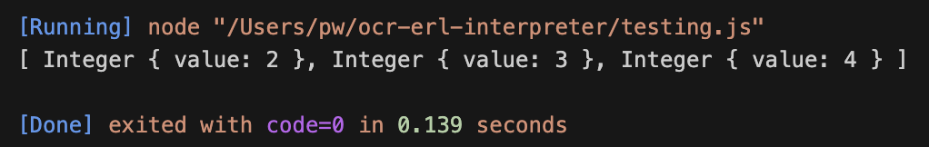 [Running] node "/Users/pw/ocr-erl-interpreter/testing.js"
[ Integer { value: 2 }, Integer { value: 3 }, Integer { value: 4 } ]
[Done] exited with code=0 in 0.139 seconds